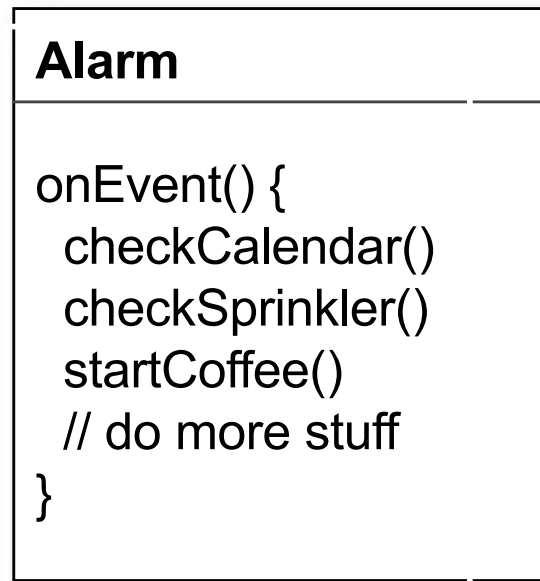 Alarm
onEvent() {
checkCalendar()
checkSprinkler()
startCoffee()
// do more stuff
}